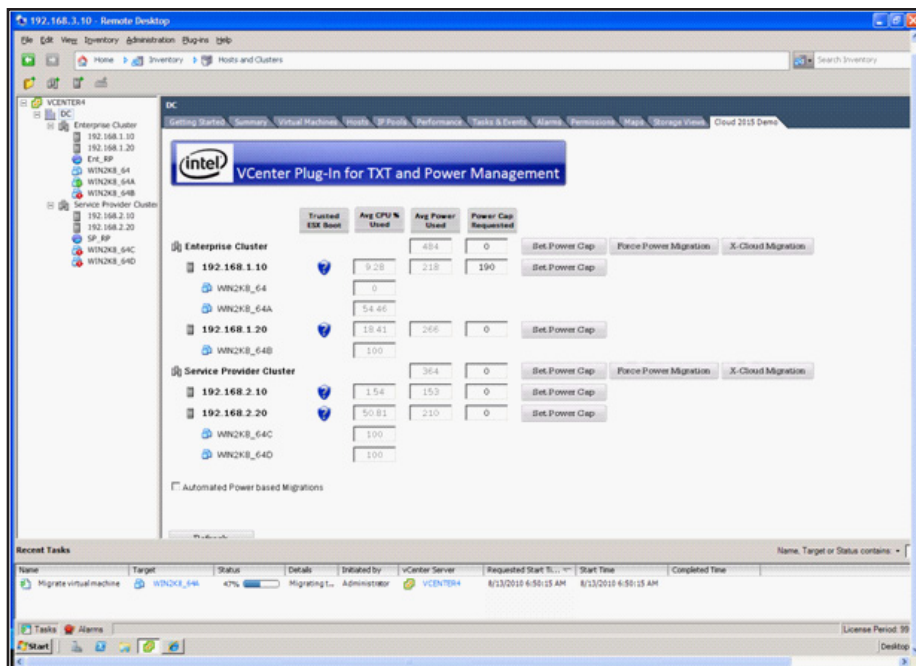 192.168.3.10 - Remote Desktop
File Edit View Inventory Administration Plug-ins Help
Home Inventory Hosts and Clusters Search Inventory
VCENTER4
DC
Enterprise Cluster
192.168.1.10
192.168.1.20
Ent_RP
WIN2K8_64
WIN2K8_64A
WIN2K8_64B
Service Provider Cluster
192.168.2.10
192.168.2.20
SP_RP
WIN2K8_64C
WIN2K8_64D
DC
Getting Started Summary Virtual Machines Hosts IP Pools Performance Tasks & Events Alarms Permissions Maps Storage Views Cloud 2015 Demo
intel VCenter Plug-In for TXT and Power Management
Trusted ESX Boot Avg CPU % Used Avg Power Used Power Cap Requested
Enterprise Cluster 484 0 Set Power Cap Force Power Migration X-Cloud Migration
192.168.1.10 9.28 218 190 Set Power Cap
WIN2K8_64 0
WIN2K8_64A 54.46
192.168.1.20 18.41 266 0 Set Power Cap
WIN2K8_64B 100
Service Provider Cluster 364 0 Set Power Cap Force Power Migration X-Cloud Migration
192.168.2.10 1.54 153 0 Set Power Cap
192.168.2.20 50.81 210 0 Set Power Cap
WIN2K8_64C 100
WIN2K8_64D 100
Automated Power based Migrations
Refresh
Recent Tasks Name, Target or Status contains:
Name Target Status Details Initiated by vCenter Server Requested Start Ti... Start Time Completed Time
Migrate virtual machine WIN2K8_64A 47% Migrating t... Administrator VCENTER4 8/13/2010 6:50:15 AM 8/13/2010 6:50:15 AM
Tasks Alarms License Period: 99
Start Desktop